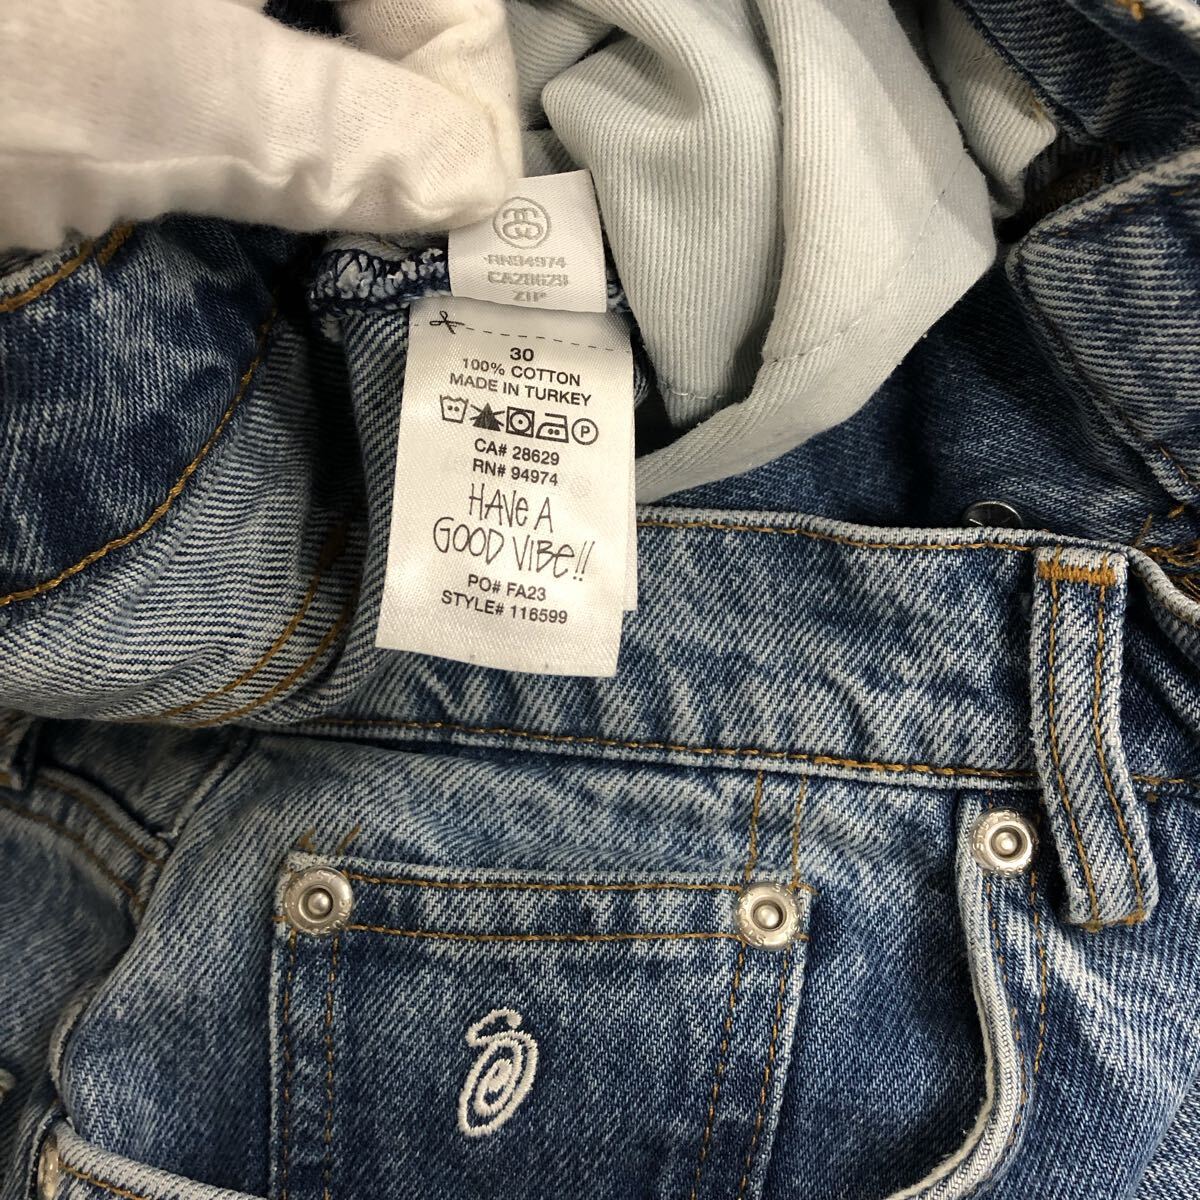 RN94974
CA28629
ZIP
30
100% COTTON
MADE IN TURKEY
P
CA# 28629
RN# 94974
HAVE A
GOOD VIBE!!
PO# FA23
STYLE# 116599